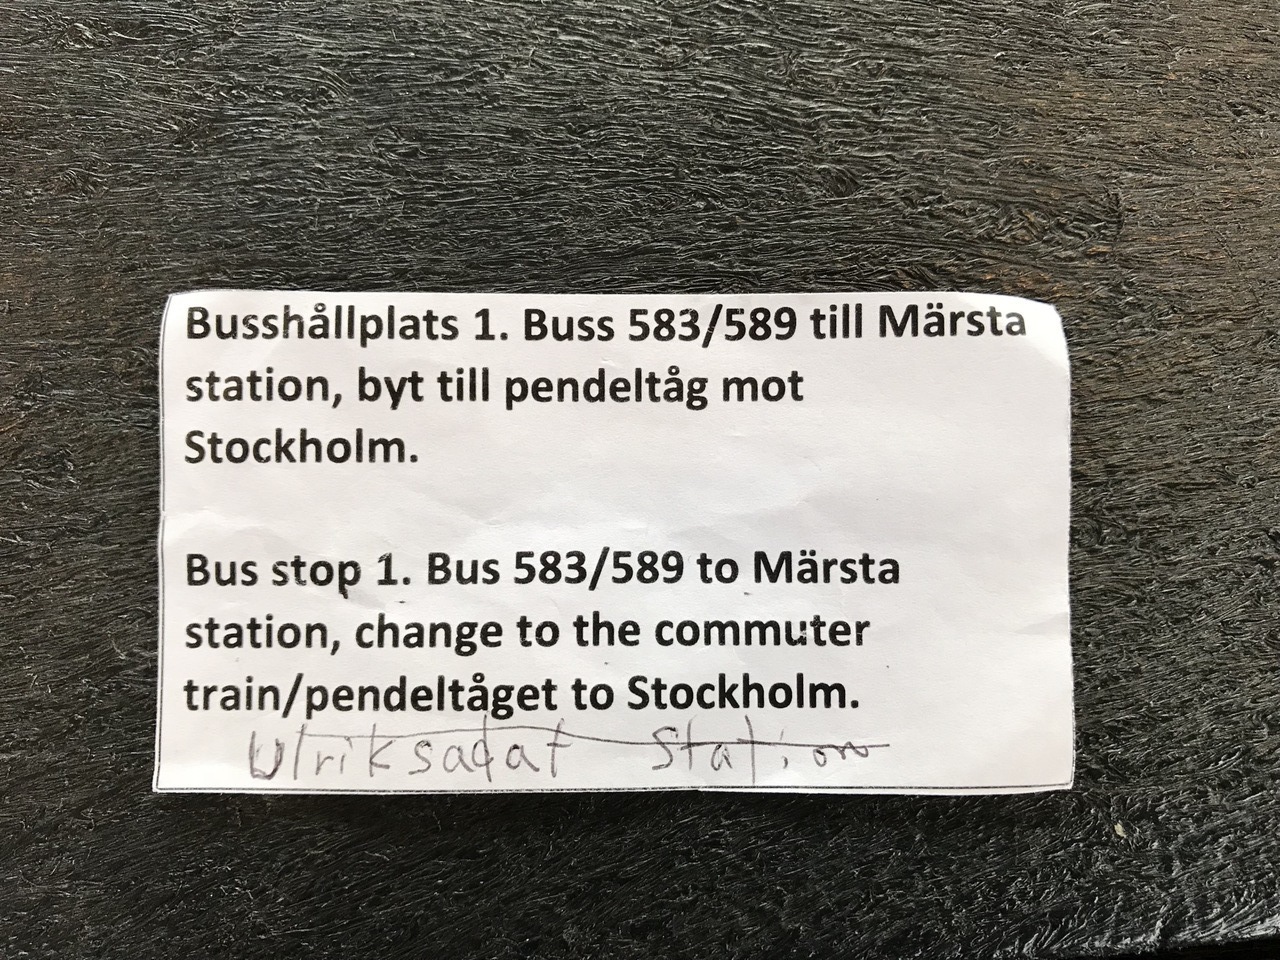 Busshållplats 1. Buss 583/589 till Märsta
station, byt till pendeltåg mot
Stockholm.
Bus stop 1. Bus 583/589 to Märsta
station, change to the commuter
train/pendeltåget to Stockholm.
Ulriksadat Station